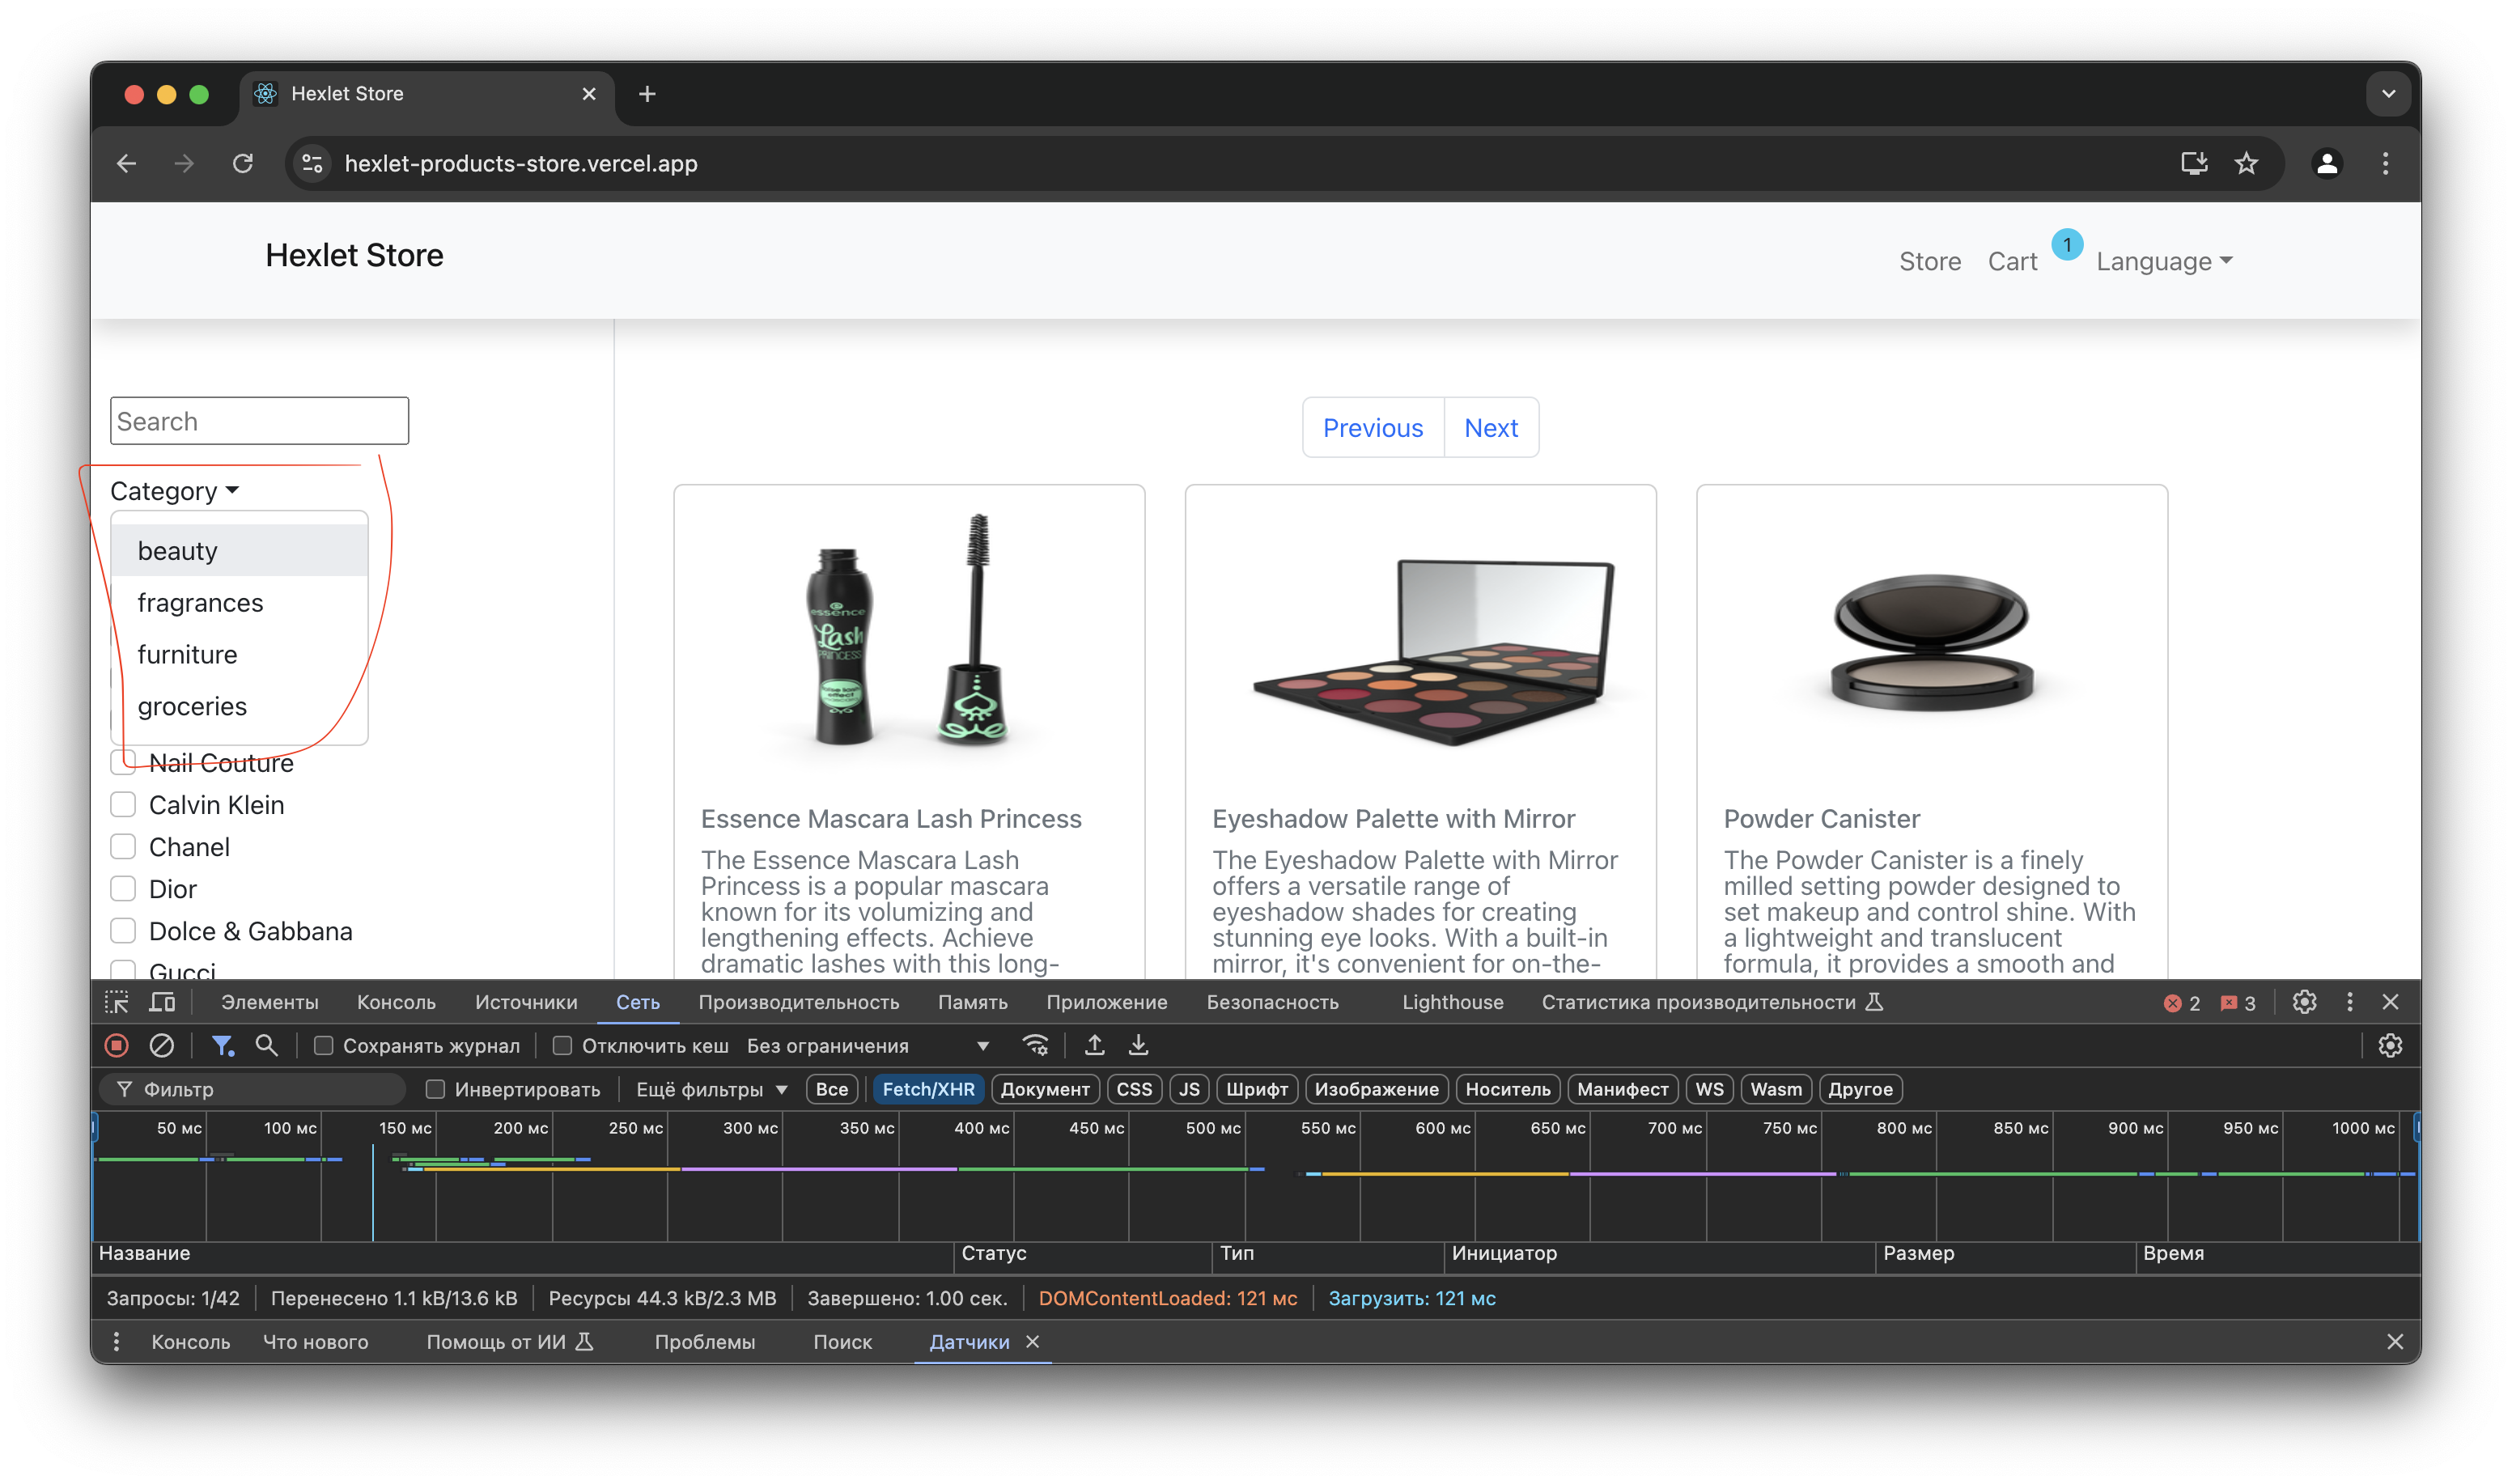 Hexlet Store
hexlet-products-store.vercel.app
Hexlet Store
Store
Cart
1
Language
Search
Category
beauty
fragrances
furniture
groceries
Nail Couture
Calvin Klein
Chanel
Dior
Dolce & Gabbana
Gucci
Previous
Next
essence
Lash
PRINCESS
Essence Mascara Lash Princess
The Essence Mascara Lash
Princess is a popular mascara
known for its volumizing and
lengthening effects. Achieve
dramatic lashes with this long-
Eyeshadow Palette with Mirror
The Eyeshadow Palette with Mirror
offers a versatile range of
eyeshadow shades for creating
stunning eye looks. With a built-in
mirror, it's convenient for on-the-
Powder Canister
The Powder Canister is a finely
milled setting powder designed to
set makeup and control shine. With
a lightweight and translucent
formula, it provides a smooth and
Элементы Консоль Источники Сеть Производительность Память Приложение Безопасность Lighthouse Статистика производительности 2 3
Сохранять журнал Отключить кеш Без ограничения
Фильтр Инвертировать Ещё фильтры Все Fetch/XHR Документ CSS JS Шрифт Изображение Носитель Манифест WS Wasm Другое
50 мс 100 мс 150 мс 200 мс 250 мс 300 мс 350 мс 400 мс 450 мс 500 мс 550 мс 600 мс 650 мс 700 мс 750 мс 800 мс 850 мс 900 мс 950 мс 1000 мс
Название Статус Тип Инициатор Размер Время
Запросы: 1/42 Перенесено 1.1 kB/13.6 kB Ресурсы 44.3 kB/2.3 MB Завершено: 1.00 сек. DOMContentLoaded: 121 мс Загрузить: 121 мс
Консоль Что нового Помощь от ИИ Проблемы Поиск Датчики